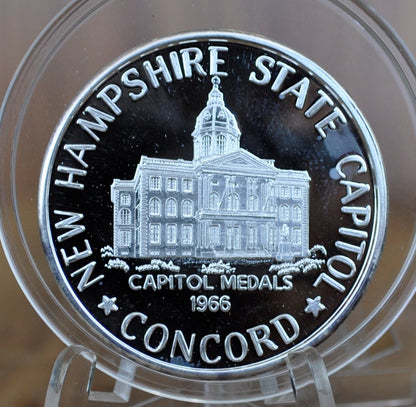 NEW HAMPSHIRE STATE CAPITOL
CAPITOL MEDALS
1966
CONCORD